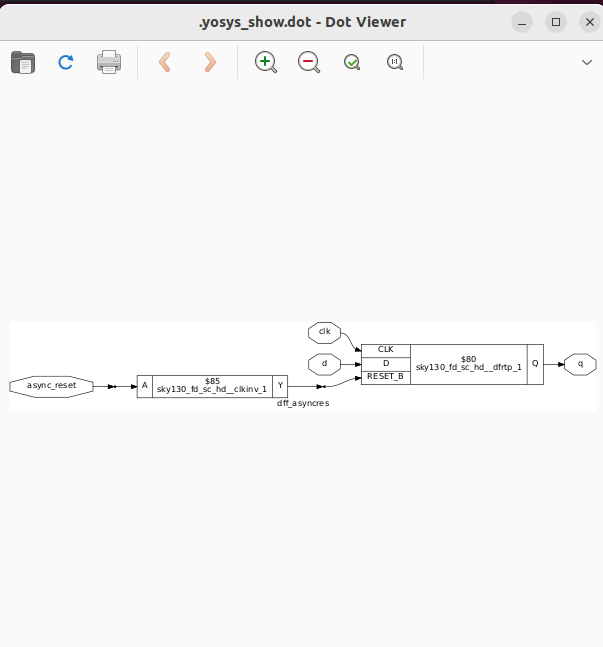 .yosys_show.dot - Dot Viewer
clk
CLK
d
D
RESET_B
$80
sky130_fd_sc_hd__dfrtp_1
Q
q
async_reset
A
$85
sky130_fd_sc_hd__clkinv_1
Y
dff_asyncres